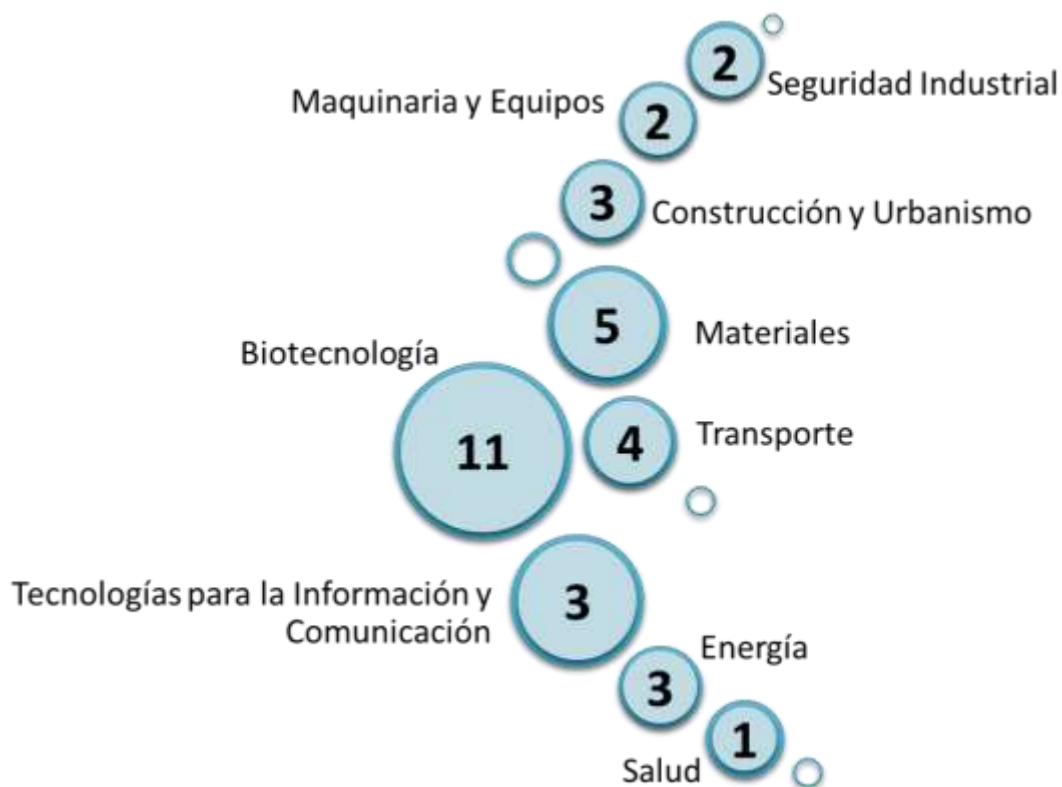 2
Seguridad Industrial
Maquinaria y Equipos
2
3
Construcción y Urbanismo
5
Materiales
Biotecnología
11
4
Transporte
Tecnologías para la Información y
Comunicación
3
Energía
3
1
Salud